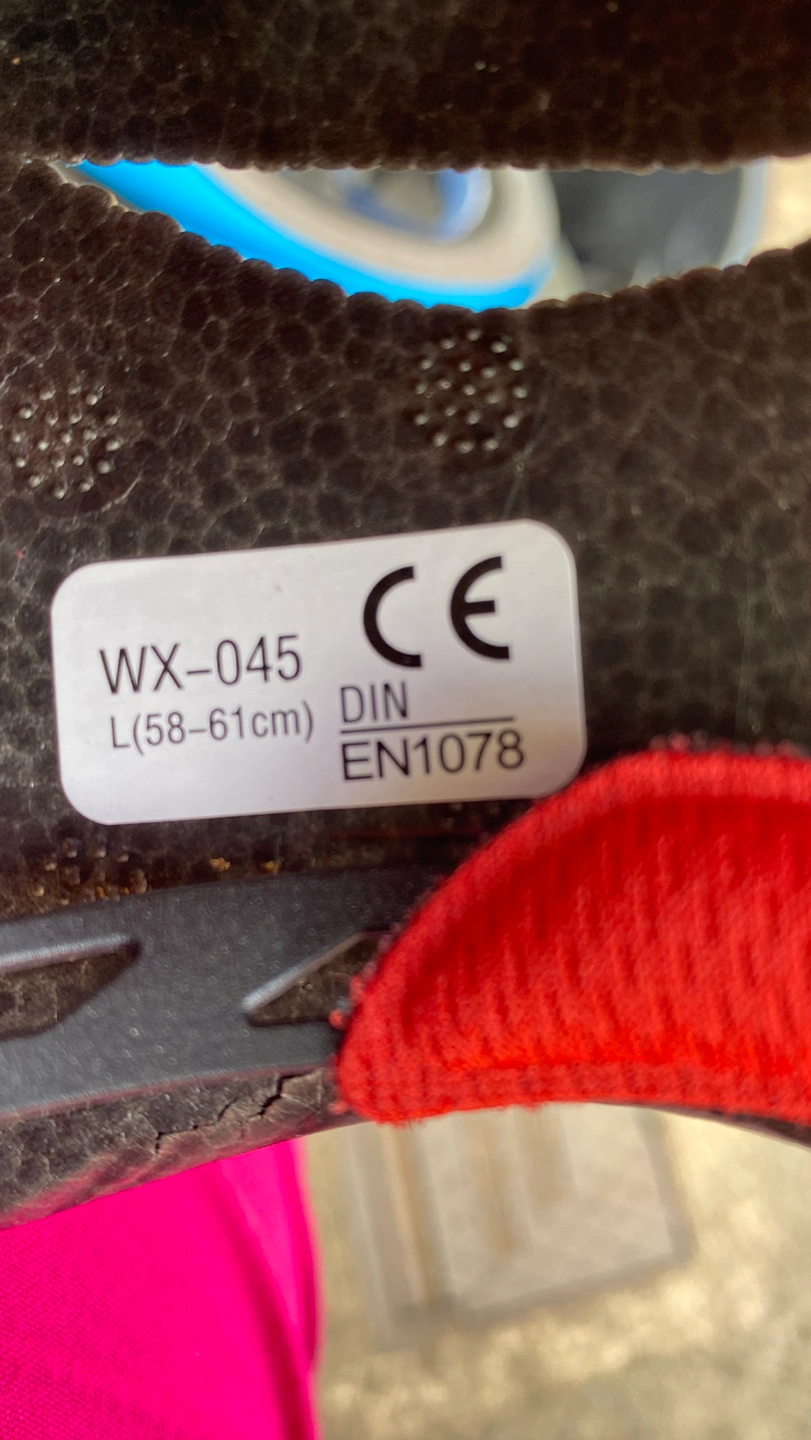 WX-045
L(58-61cm)
CE
DIN
EN1078